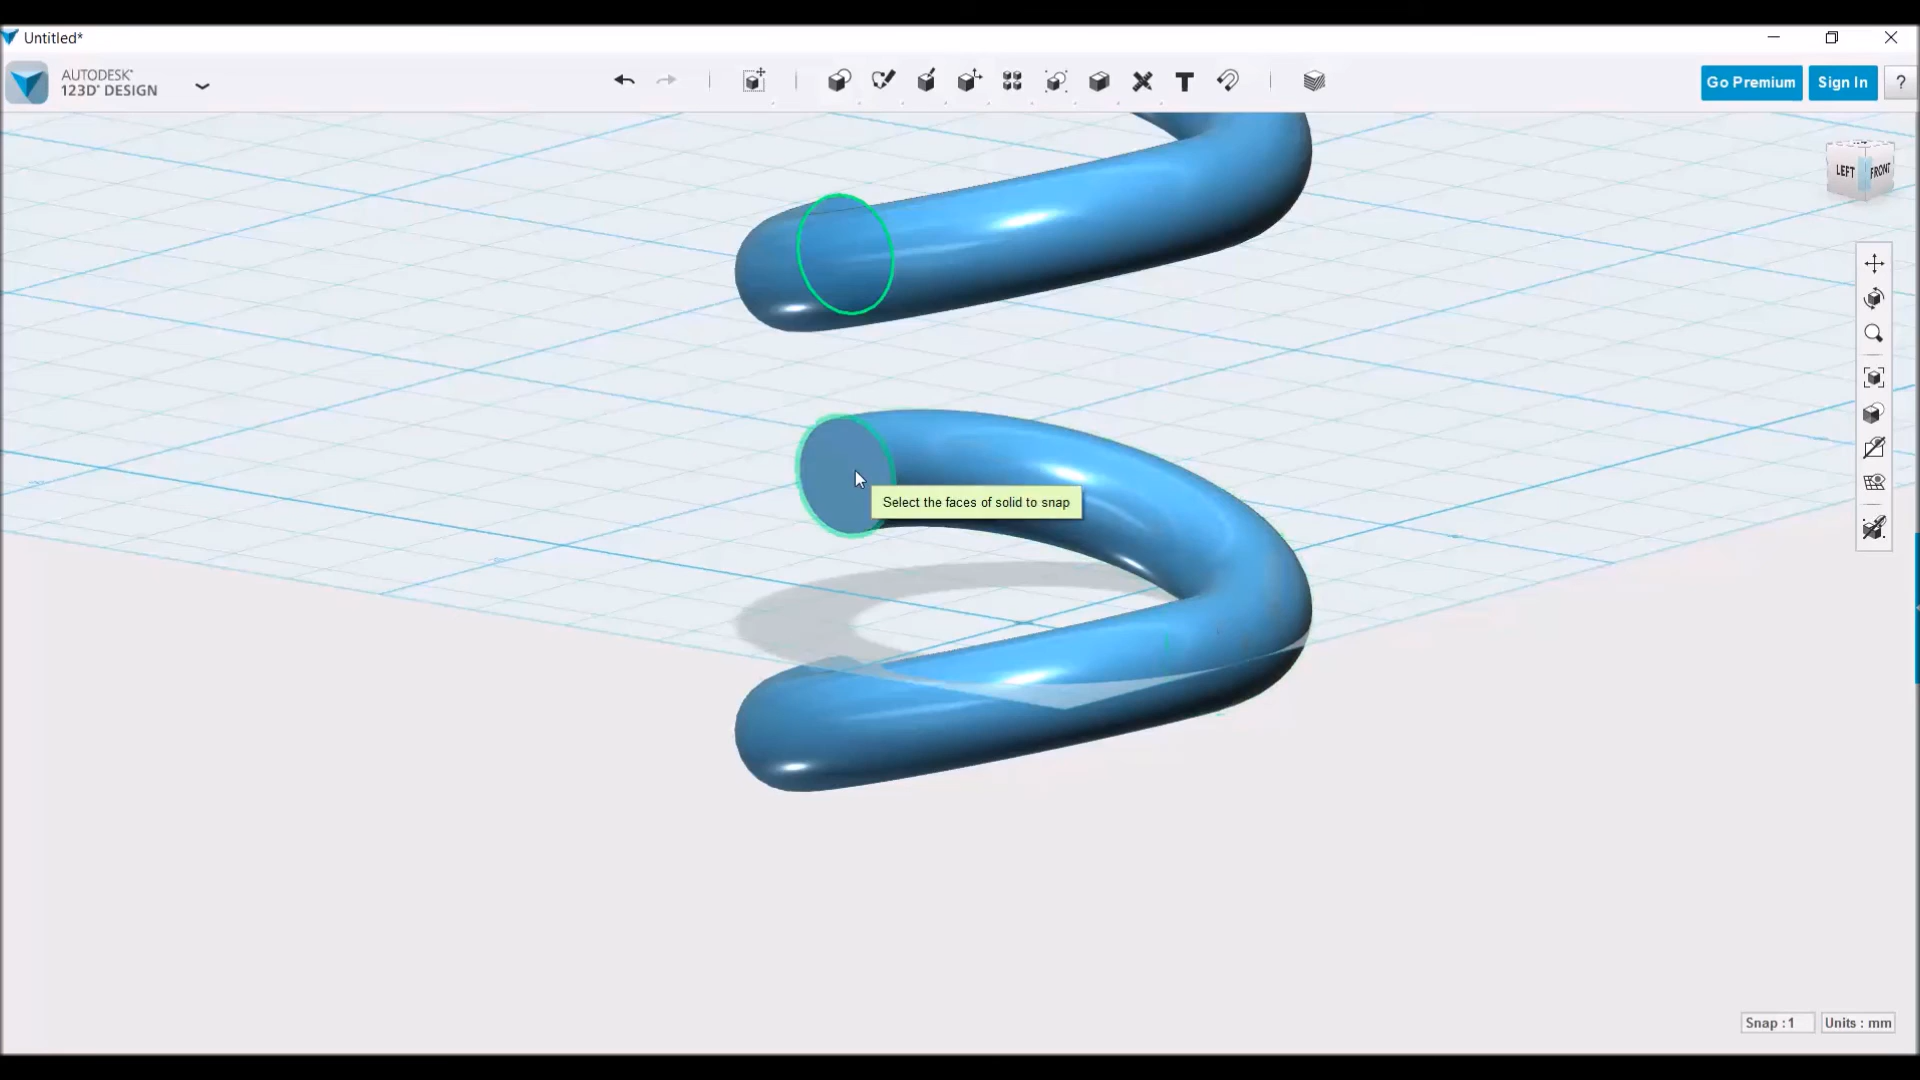 Untitled*
AUTODESK®
123D® DESIGN
T
Go Premium
Sign In
?
LEFT
FRONT
Select the faces of solid to snap
Snap : 1
Units : mm